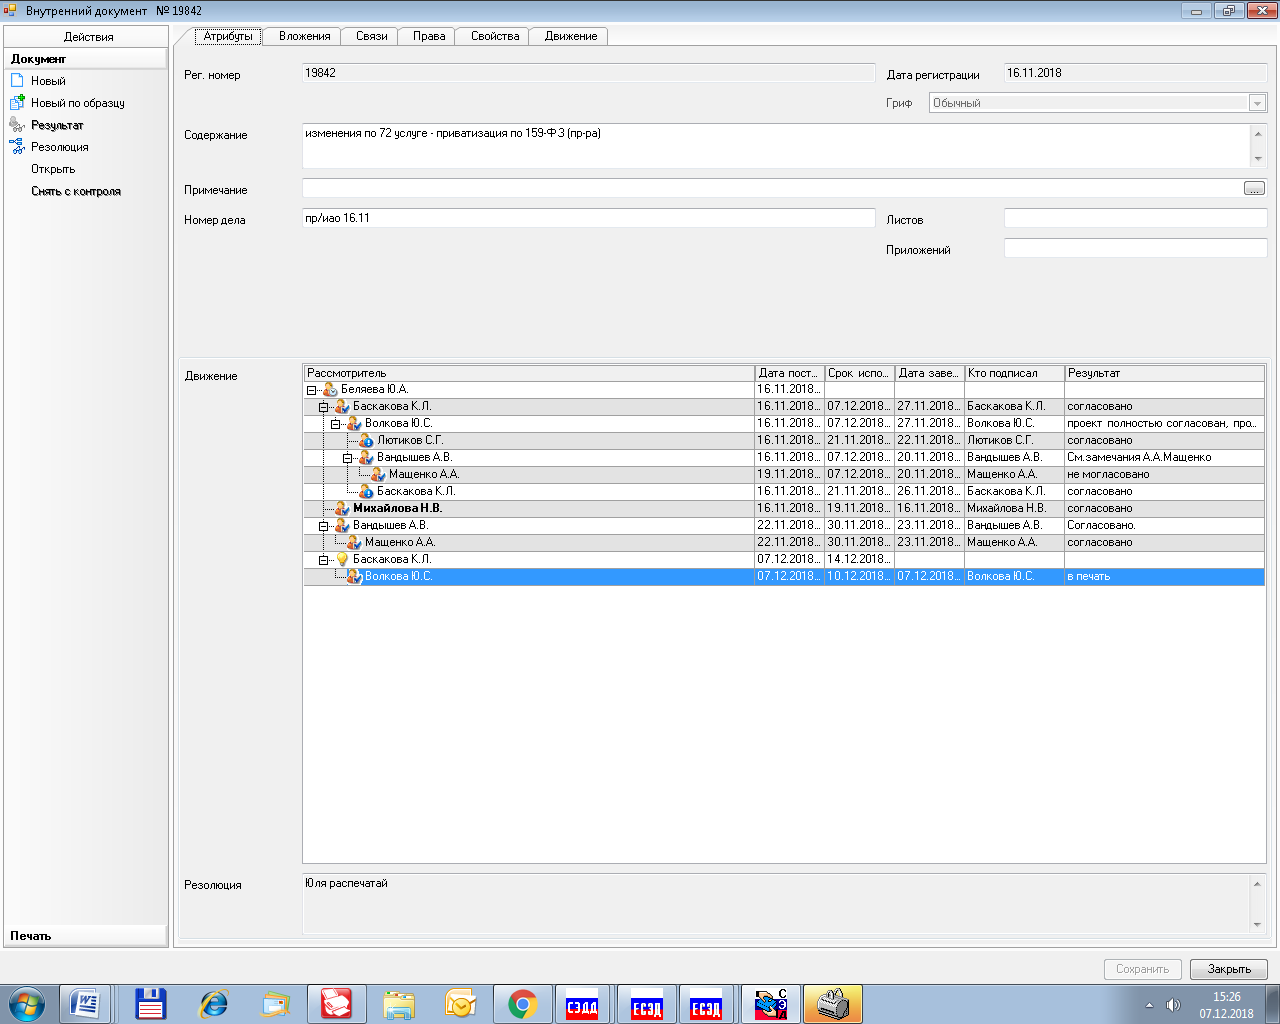 Внутренний документ № 19842
Действия
Документ
Новый
Новый по образцу
Результат
Резолюция
Открыть
Снять с контроля
Печать
Атрибуты Вложения Связи Права Свойства Движение
Рег. номер 19842 Дата регистрации 16.11.2018
Гриф Обычный
Содержание изменения по 72 услуге - приватизация по 159-ФЗ (пр-ра)
Примечание ...
Номер дела пр/иао 16.11 Листов
Приложений
Движение
Рассмотритель Дата пост... Срок испо... Дата заве... Кто подписал Результат
Беляева Ю.А. 16.11.2018...
Баскакова К.Л. 16.11.2018... 07.12.2018... 27.11.2018... Баскакова К.Л. согласовано
Волкова Ю.С. 16.11.2018... 07.12.2018... 27.11.2018... Волкова Ю.С. проект полностью согласован, про...
Лютиков С.Г. 16.11.2018... 21.11.2018... 22.11.2018... Лютиков С.Г. согласовано
Вандышев А.В. 16.11.2018... 07.12.2018... 20.11.2018... Вандышев А.В. См.замечания А.А.Мащенко
Мащенко А.А. 19.11.2018... 07.12.2018... 20.11.2018... Мащенко А.А. не могласовано
Баскакова К.Л. 16.11.2018... 21.11.2018... 26.11.2018... Баскакова К.Л. согласовано
Михайлова Н.В. 16.11.2018... 19.11.2018... 16.11.2018... Михайлова Н.В. согласовано
Вандышев А.В. 22.11.2018... 30.11.2018... 23.11.2018... Вандышев А.В. Согласовано.
Мащенко А.А. 22.11.2018... 30.11.2018... 23.11.2018... Мащенко А.А. согласовано
Баскакова К.Л. 07.12.2018... 14.12.2018...
Волкова Ю.С. 07.12.2018... 10.12.2018... 07.12.2018... Волкова Ю.С. в печать
Резолюция Юля распечатай
Сохранить Закрыть
СЭДД ЕСЭД ЕСЭД СЭД
15:26
07.12.2018